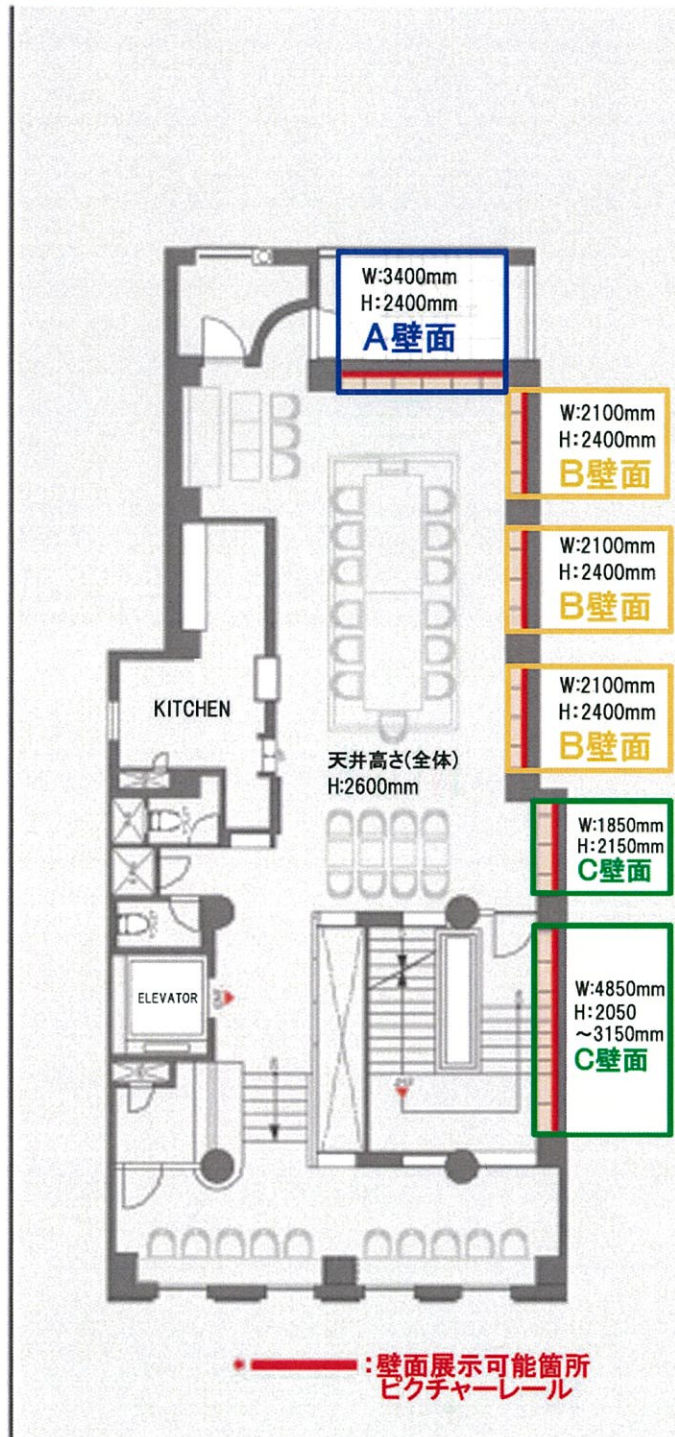 W:3400mm
H:2400mm
A壁面
W:2100mm
H:2400mm
B壁面
W:2100mm
H:2400mm
B壁面
W:2100mm
H:2400mm
B壁面
KITCHEN
天井高さ(全体)
H:2600mm
W:1850mm
H:2150mm
C壁面
ELEVATOR
W:4850mm
H:2050
～3150mm
C壁面
:壁面展示可能箇所
ピクチャーレール